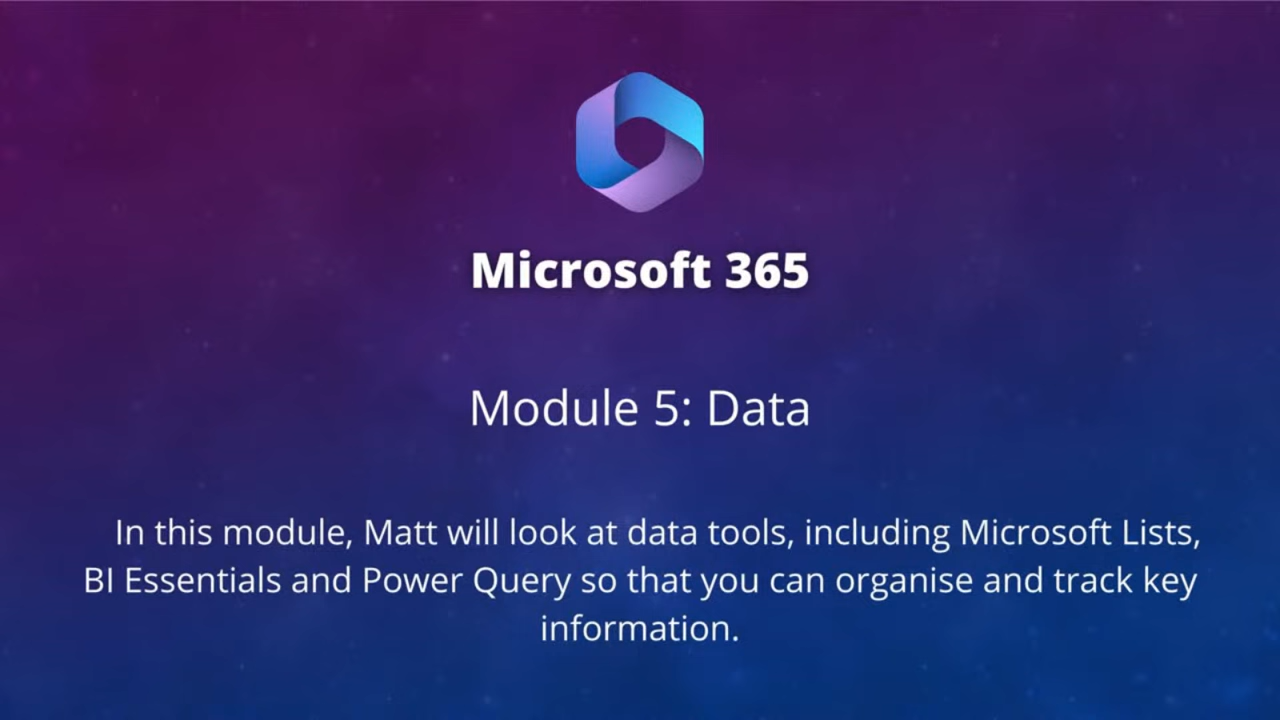 Microsoft 365
Module 5: Data
In this module, Matt will look at data tools, including Microsoft Lists,
BI Essentials and Power Query so that you can organise and track key
information.